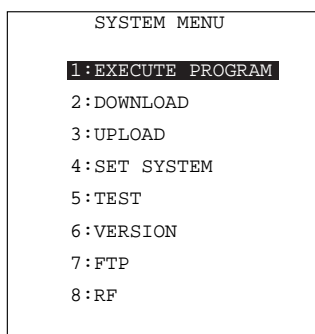 SYSTEM MENU
1:EXECUTE PROGRAM
2:DOWNLOAD
3:UPLOAD
4:SET SYSTEM
5:TEST
6:VERSION
7:FTP
8:RF